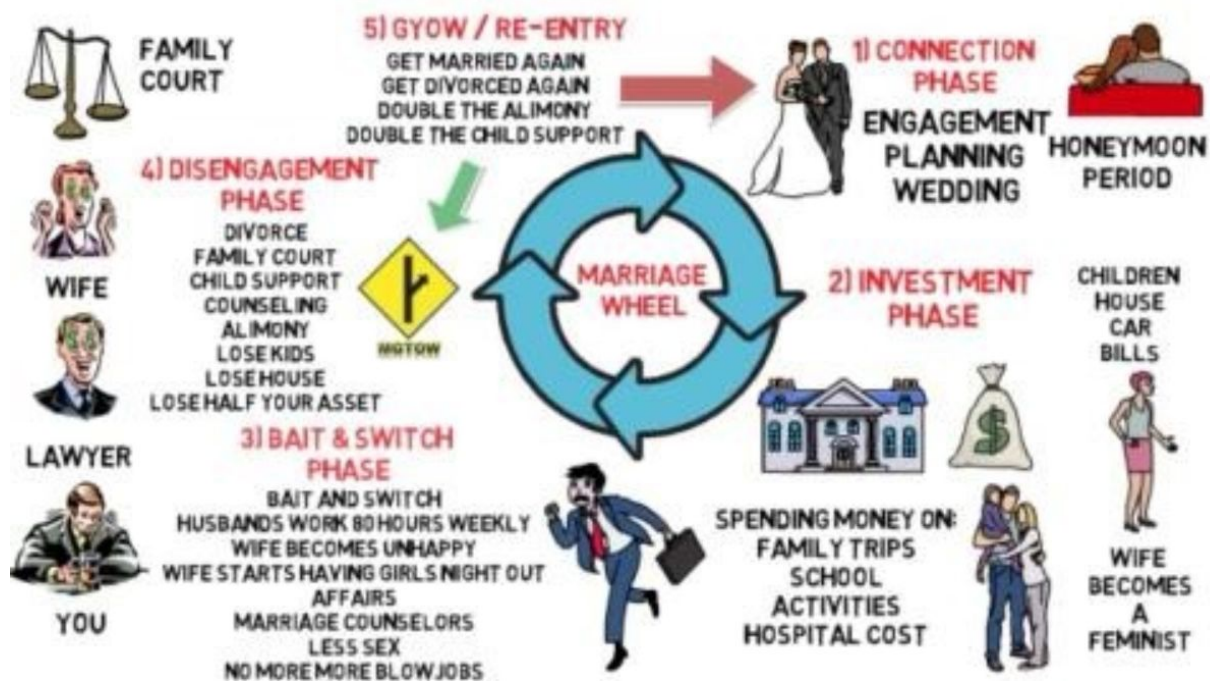 FAMILY
COURT
5) GYOW / RE-ENTRY
GET MARRIED AGAIN
GET DIVORCED AGAIN
DOUBLE THE ALIMONY
DOUBLE THE CHILD SUPPORT
1) CONNECTION
PHASE
ENGAGEMENT
PLANNING
WEDDING
HONEYMOON
PERIOD
MARRIAGE
WHEEL
2) INVESTMENT
PHASE
CHILDREN
HOUSE
CAR
BILLS
$
SPENDING MONEY ON:
FAMILY TRIPS
SCHOOL
ACTIVITIES
HOSPITAL COST
WIFE
BECOMES
A
FEMINIST
3) BAIT & SWITCH
PHASE
BAIT AND SWITCH
HUSBANDS WORK 80 HOURS WEEKLY
WIFE BECOMES UNHAPPY
WIFE STARTS HAVING GIRLS NIGHT OUT
AFFAIRS
MARRIAGE COUNSELORS
LESS SEX
NO MORE MORE BLOWJOBS
4) DISENGAGEMENT
PHASE
DIVORCE
FAMILY COURT
CHILD SUPPORT
COUNSELING
ALIMONY
LOSE KIDS
LOSE HOUSE
LOSE HALF YOUR ASSET
MGTOW
WIFE
LAWYER
YOU